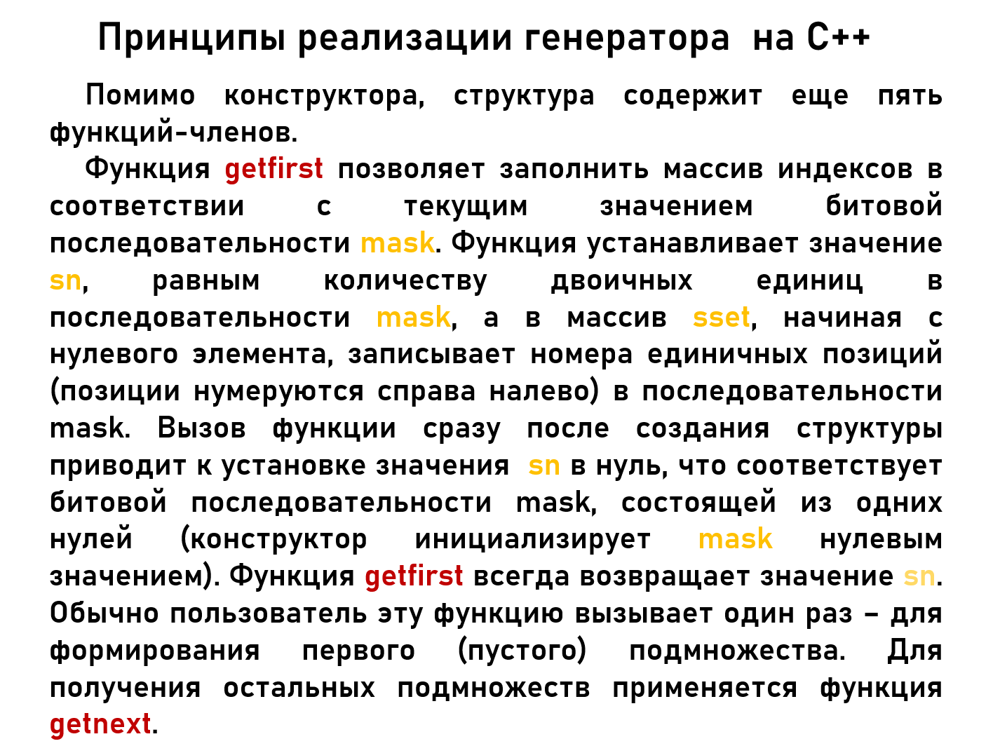 Принципы реализации генератора на С++
Помимо конструктора, структура содержит еще пять
функций-членов.
Функция getfirst позволяет заполнить массив индексов в
соответствии с текущим значением битовой
последовательности mask. Функция устанавливает значение
sn, равным количеству двоичных единиц в
последовательности mask, а в массив sset, начиная с
нулевого элемента, записывает номера единичных позиций
(позиции нумеруются справа налево) в последовательности
mask. Вызов функции сразу после создания структуры
приводит к установке значения sn в нуль, что соответствует
битовой последовательности mask, состоящей из одних
нулей (конструктор инициализирует mask нулевым
значением). Функция getfirst всегда возвращает значение sn.
Обычно пользователь эту функцию вызывает один раз – для
формирования первого (пустого) подмножества. Для
получения остальных подмножеств применяется функция
getnext.